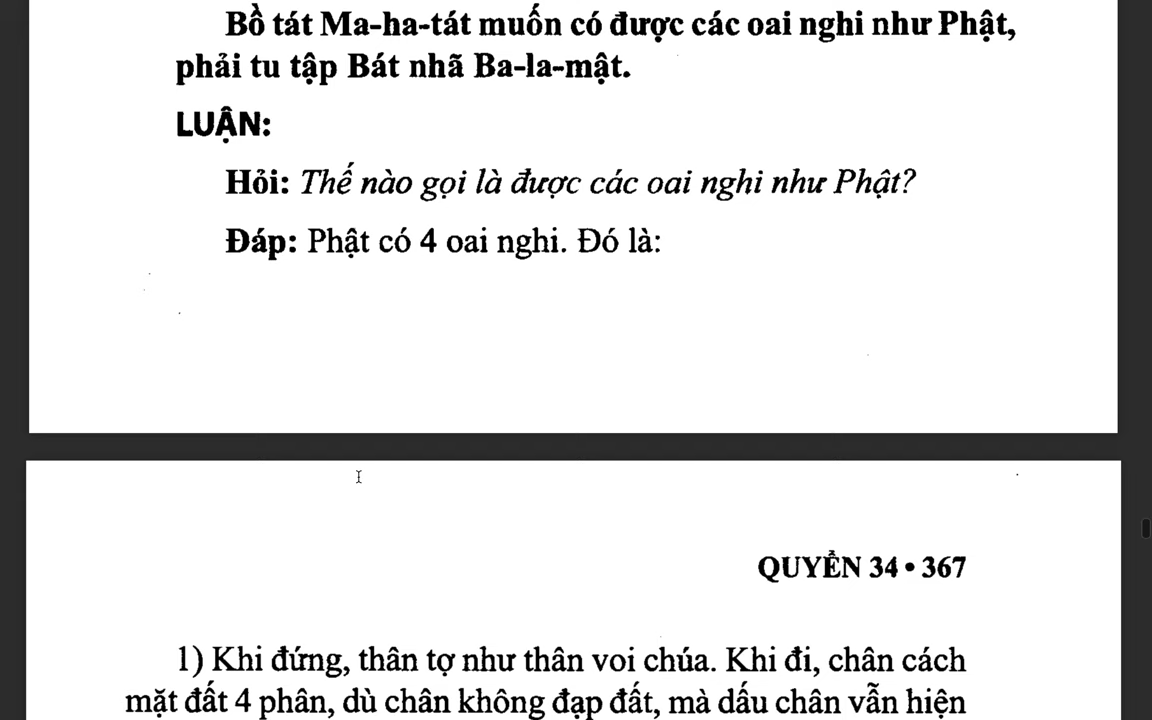 Bồ tát Ma-ha-tát muốn có được các oai nghi như Phật,
phải tu tập Bát nhã Ba-la-mật.
LUẬN:
Hỏi: Thế nào gọi là được các oai nghi như Phật?
Đáp: Phật có 4 oai nghi. Đó là:
QUYỂN 34 • 367
1) Khi đứng, thân tợ như thân voi chúa. Khi đi, chân cách
mặt đất 4 phân, dù chân không đạp đất, mà dấu chân vẫn hiện